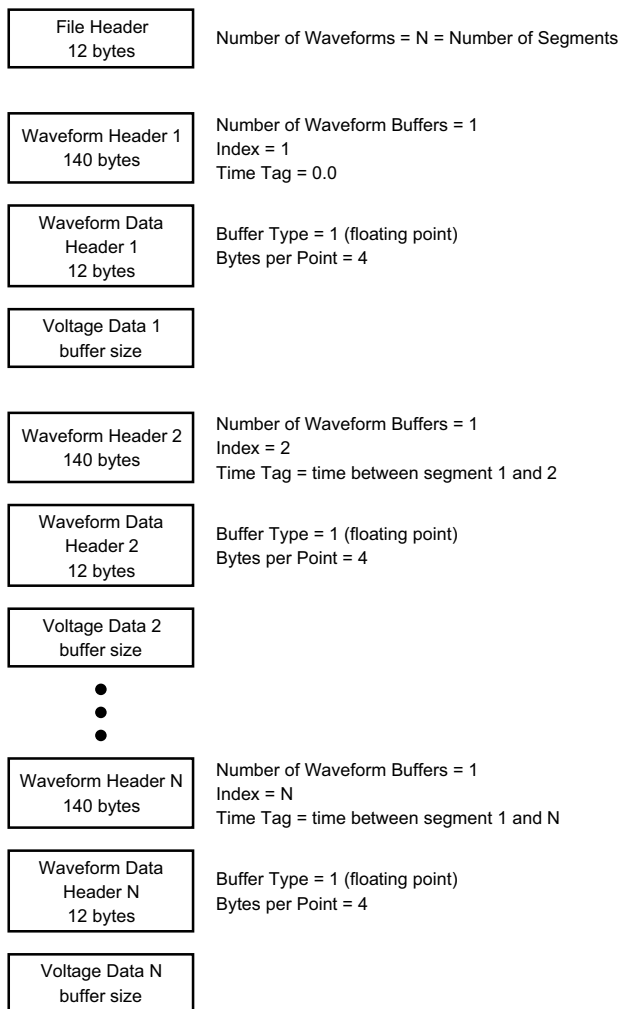 File Header
12 bytes
Number of Waveforms = N = Number of Segments
Waveform Header 1
140 bytes
Number of Waveform Buffers = 1
Index = 1
Time Tag = 0.0
Waveform Data
Header 1
12 bytes
Buffer Type = 1 (floating point)
Bytes per Point = 4
Voltage Data 1
buffer size
Waveform Header 2
140 bytes
Number of Waveform Buffers = 1
Index = 2
Time Tag = time between segment 1 and 2
Waveform Data
Header 2
12 bytes
Buffer Type = 1 (floating point)
Bytes per Point = 4
Voltage Data 2
buffer size
Waveform Header N
140 bytes
Number of Waveform Buffers = 1
Index = N
Time Tag = time between segment 1 and N
Waveform Data
Header N
12 bytes
Buffer Type = 1 (floating point)
Bytes per Point = 4
Voltage Data N
buffer size